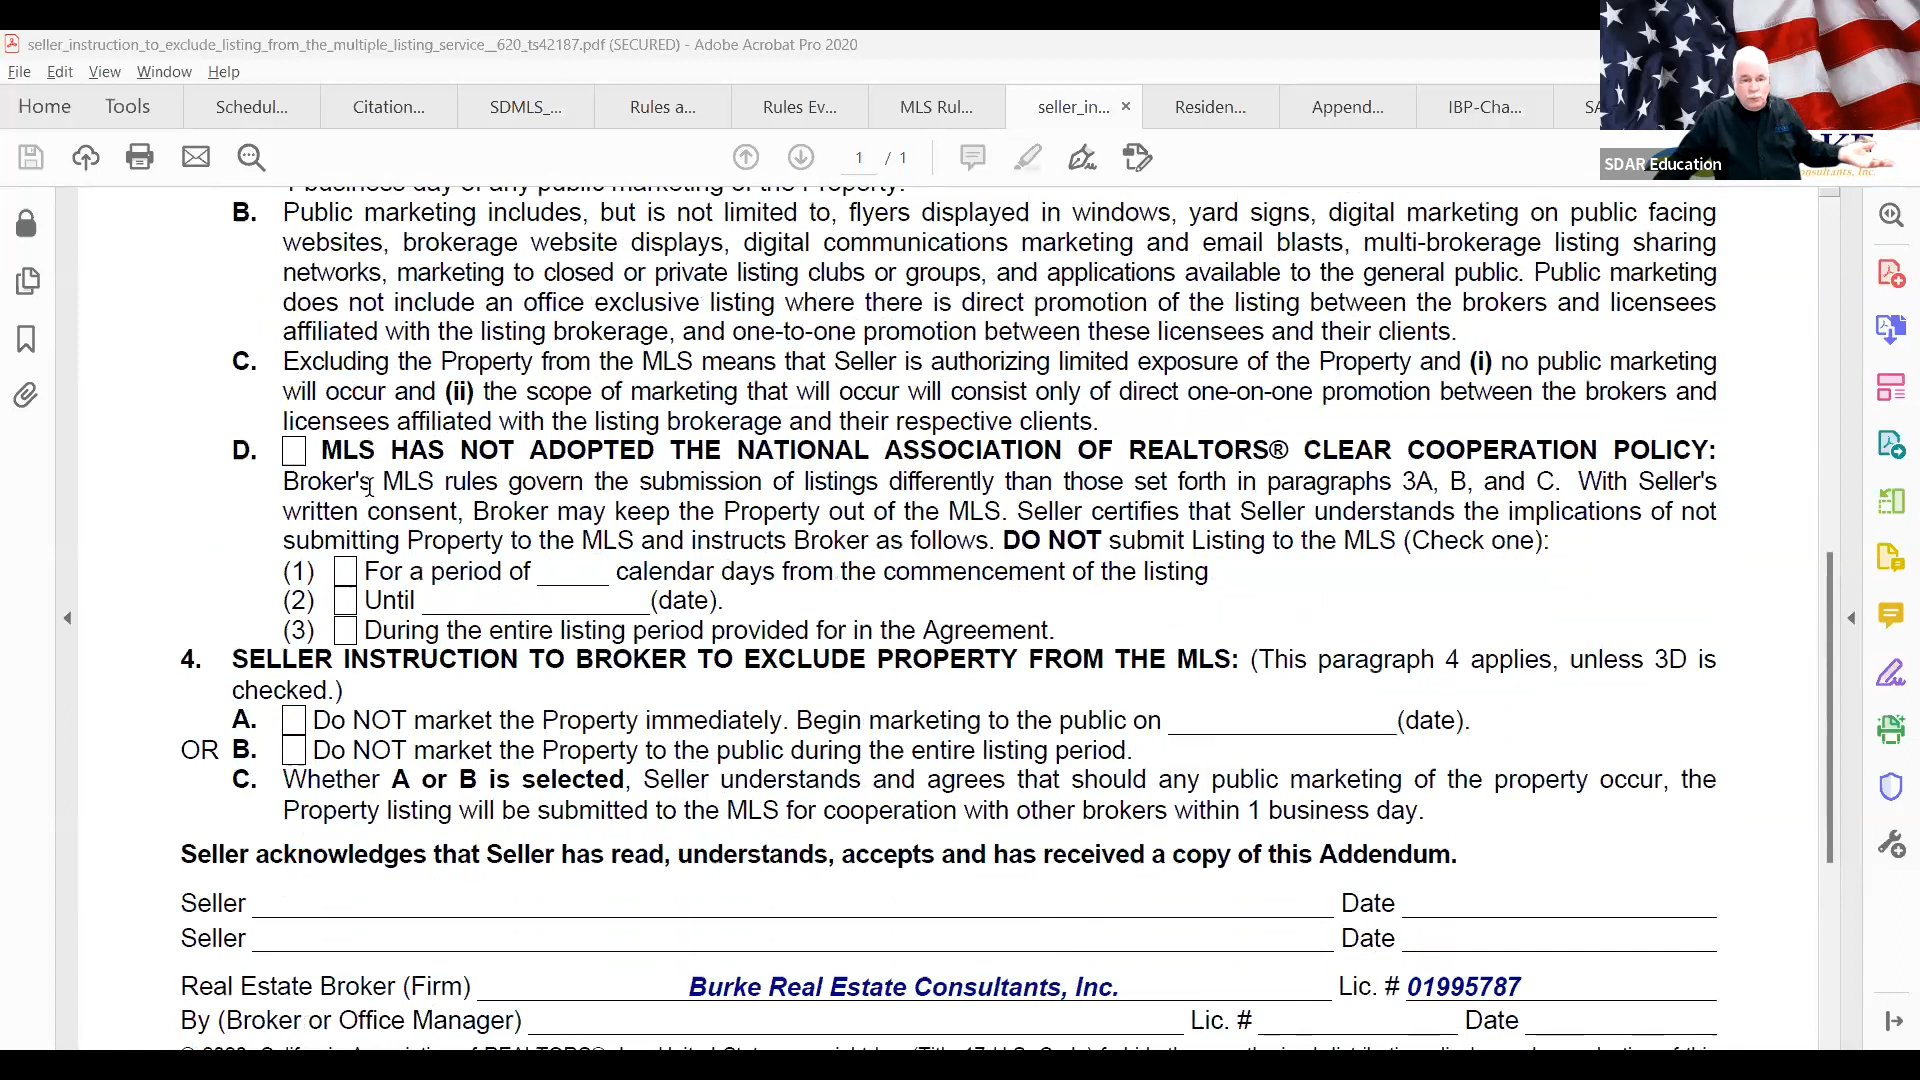 seller_instruction_to_exclude_listing_from_the_multiple_listing_service__620_ts42187.pdf (SECURED) - Adobe Acrobat Pro 2020
File Edit View Window Help
Home Tools Schedul... Citation... SDMLS_... Rules a... Rules Ev... MLS Rul... seller_in... × Residen... Append... IBP-Cha...
SDAR Education
onsultants, Inc.
1 / 1
1 business day of any public marketing of the Property.
B. Public marketing includes, but is not limited to, flyers displayed in windows, yard signs, digital marketing on public facing
websites, brokerage website displays, digital communications marketing and email blasts, multi-brokerage listing sharing
networks, marketing to closed or private listing clubs or groups, and applications available to the general public. Public marketing
does not include an office exclusive listing where there is direct promotion of the listing between the brokers and licensees
affiliated with the listing brokerage, and one-to-one promotion between these licensees and their clients.
C. Excluding the Property from the MLS means that Seller is authorizing limited exposure of the Property and (i) no public marketing
will occur and (ii) the scope of marketing that will occur will consist only of direct one-on-one promotion between the brokers and
licensees affiliated with the listing brokerage and their respective clients.
D. MLS HAS NOT ADOPTED THE NATIONAL ASSOCIATION OF REALTORS® CLEAR COOPERATION POLICY:
Broker's MLS rules govern the submission of listings differently than those set forth in paragraphs 3A, B, and C. With Seller's
written consent, Broker may keep the Property out of the MLS. Seller certifies that Seller understands the implications of not
submitting Property to the MLS and instructs Broker as follows. DO NOT submit Listing to the MLS (Check one):
(1) For a period of _____ calendar days from the commencement of the listing
(2) Until ________________(date).
(3) During the entire listing period provided for in the Agreement.
4. SELLER INSTRUCTION TO BROKER TO EXCLUDE PROPERTY FROM THE MLS: (This paragraph 4 applies, unless 3D is
checked.)
A. Do NOT market the Property immediately. Begin marketing to the public on ________________(date).
OR B. Do NOT market the Property to the public during the entire listing period.
C. Whether A or B is selected, Seller understands and agrees that should any public marketing of the property occur, the
Property listing will be submitted to the MLS for cooperation with other brokers within 1 business day.
Seller acknowledges that Seller has read, understands, accepts and has received a copy of this Addendum.
Seller Date
Seller Date
Real Estate Broker (Firm) Burke Real Estate Consultants, Inc. Lic. # 01995787
By (Broker or Office Manager) Lic. # Date